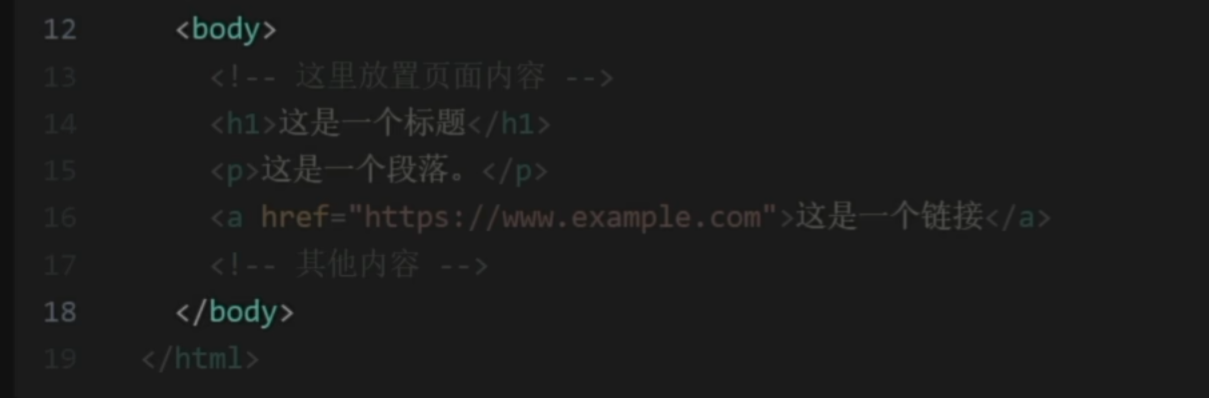 12 <body>
13 <!-- 这里放置页面内容 -->
14 <h1>这是一个标题</h1>
15 <p>这是一个段落。</p>
16 <a href="https://www.example.com">这是一个链接</a>
17 <!-- 其他内容 -->
18 </body>
19 </html>